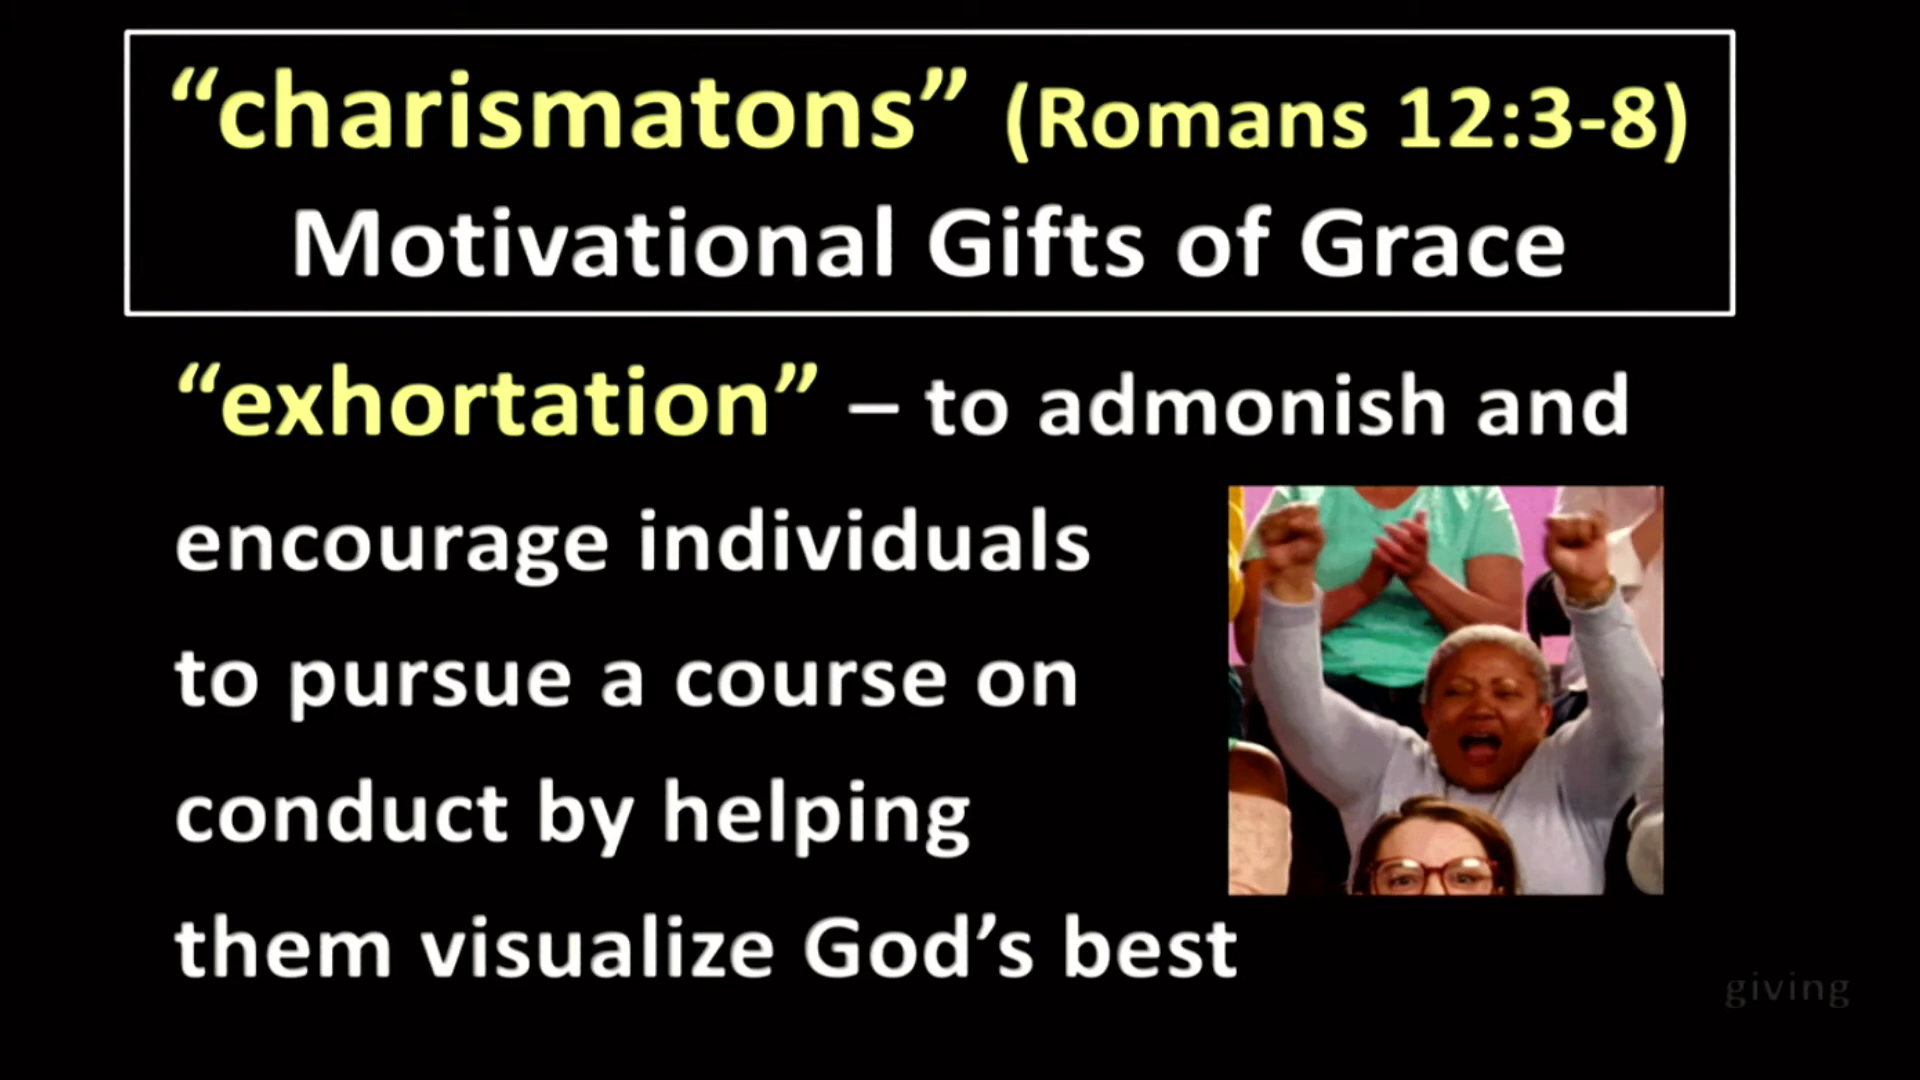 “charismatons” (Romans 12:3-8)
Motivational Gifts of Grace
“exhortation” – to admonish and
encourage individuals
to pursue a course on
conduct by helping
them visualize God’s best
giving